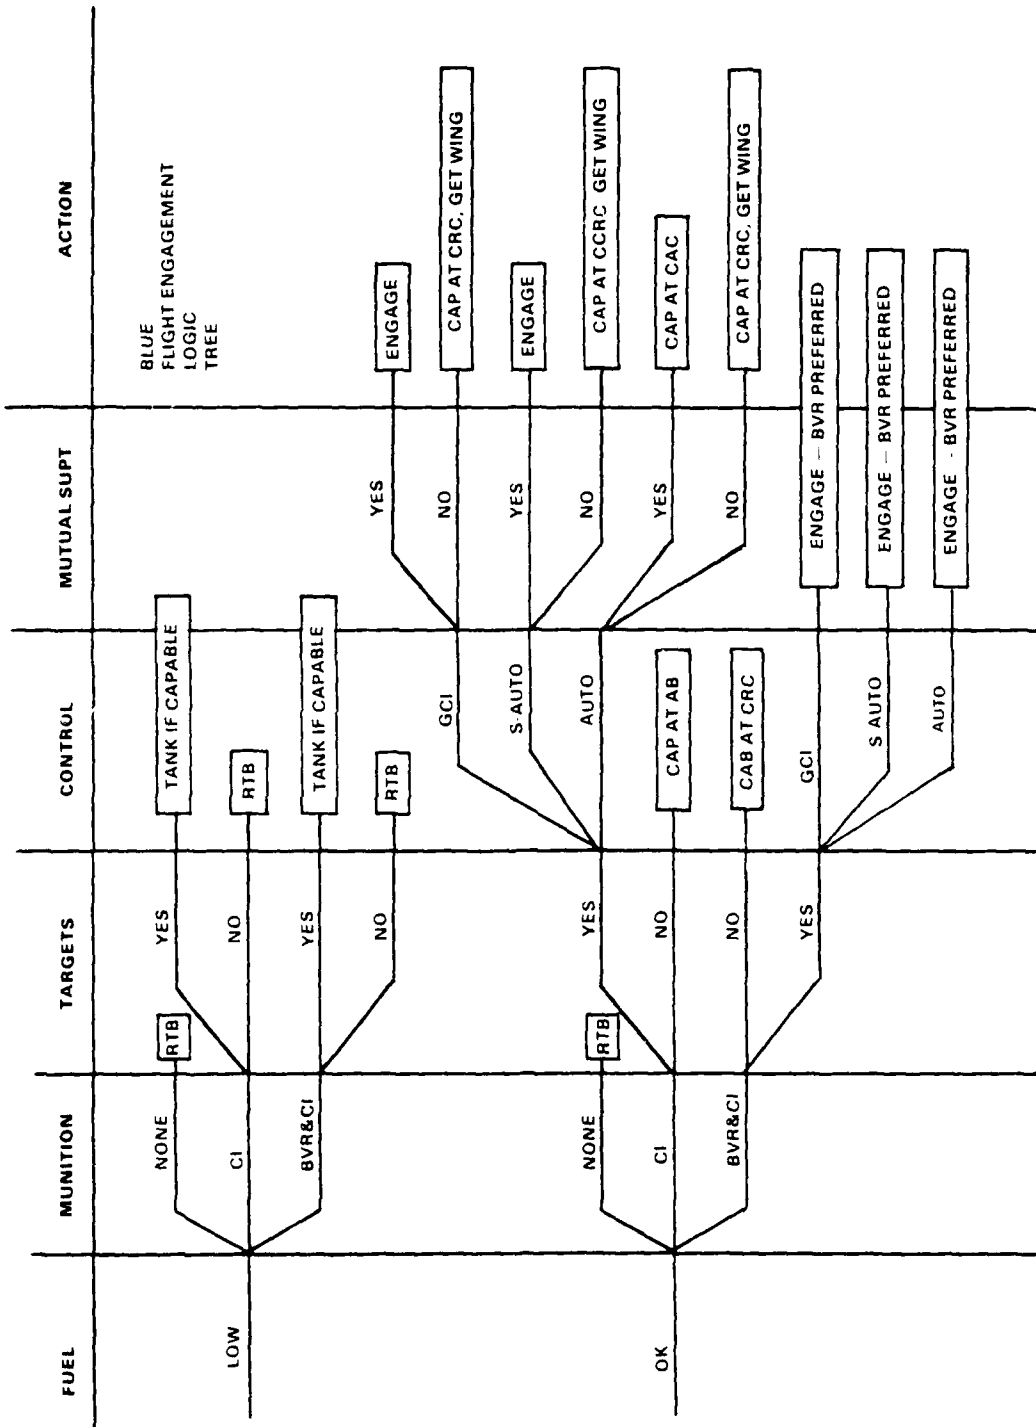 FUEL
MUNITION
TARGETS
CONTROL
MUTUAL SUPT
ACTION
BLUE
FLIGHT ENGAGEMENT
LOGIC
TREE
LOW
NONE
RTB
CI
BVR&CI
YES
TANK IF CAPABLE
NO
RTB
YES
TANK IF CAPABLE
NO
RTB
OK
NONE
RTB
CI
BVR&CI
YES
GCI
YES
ENGAGE
NO
CAP AT CRC, GET WING
S-AUTO
YES
ENGAGE
NO
CAP AT CCRC GET WING
AUTO
YES
CAP AT CAC
NO
CAP AT CRC, GET WING
NO
CAP AT AB
NO
CAB AT CRC
YES
GCI
ENGAGE – BVR PREFERRED
S AUTO
ENGAGE – BVR PREFERRED
AUTO
ENGAGE - BVR PREFERRED